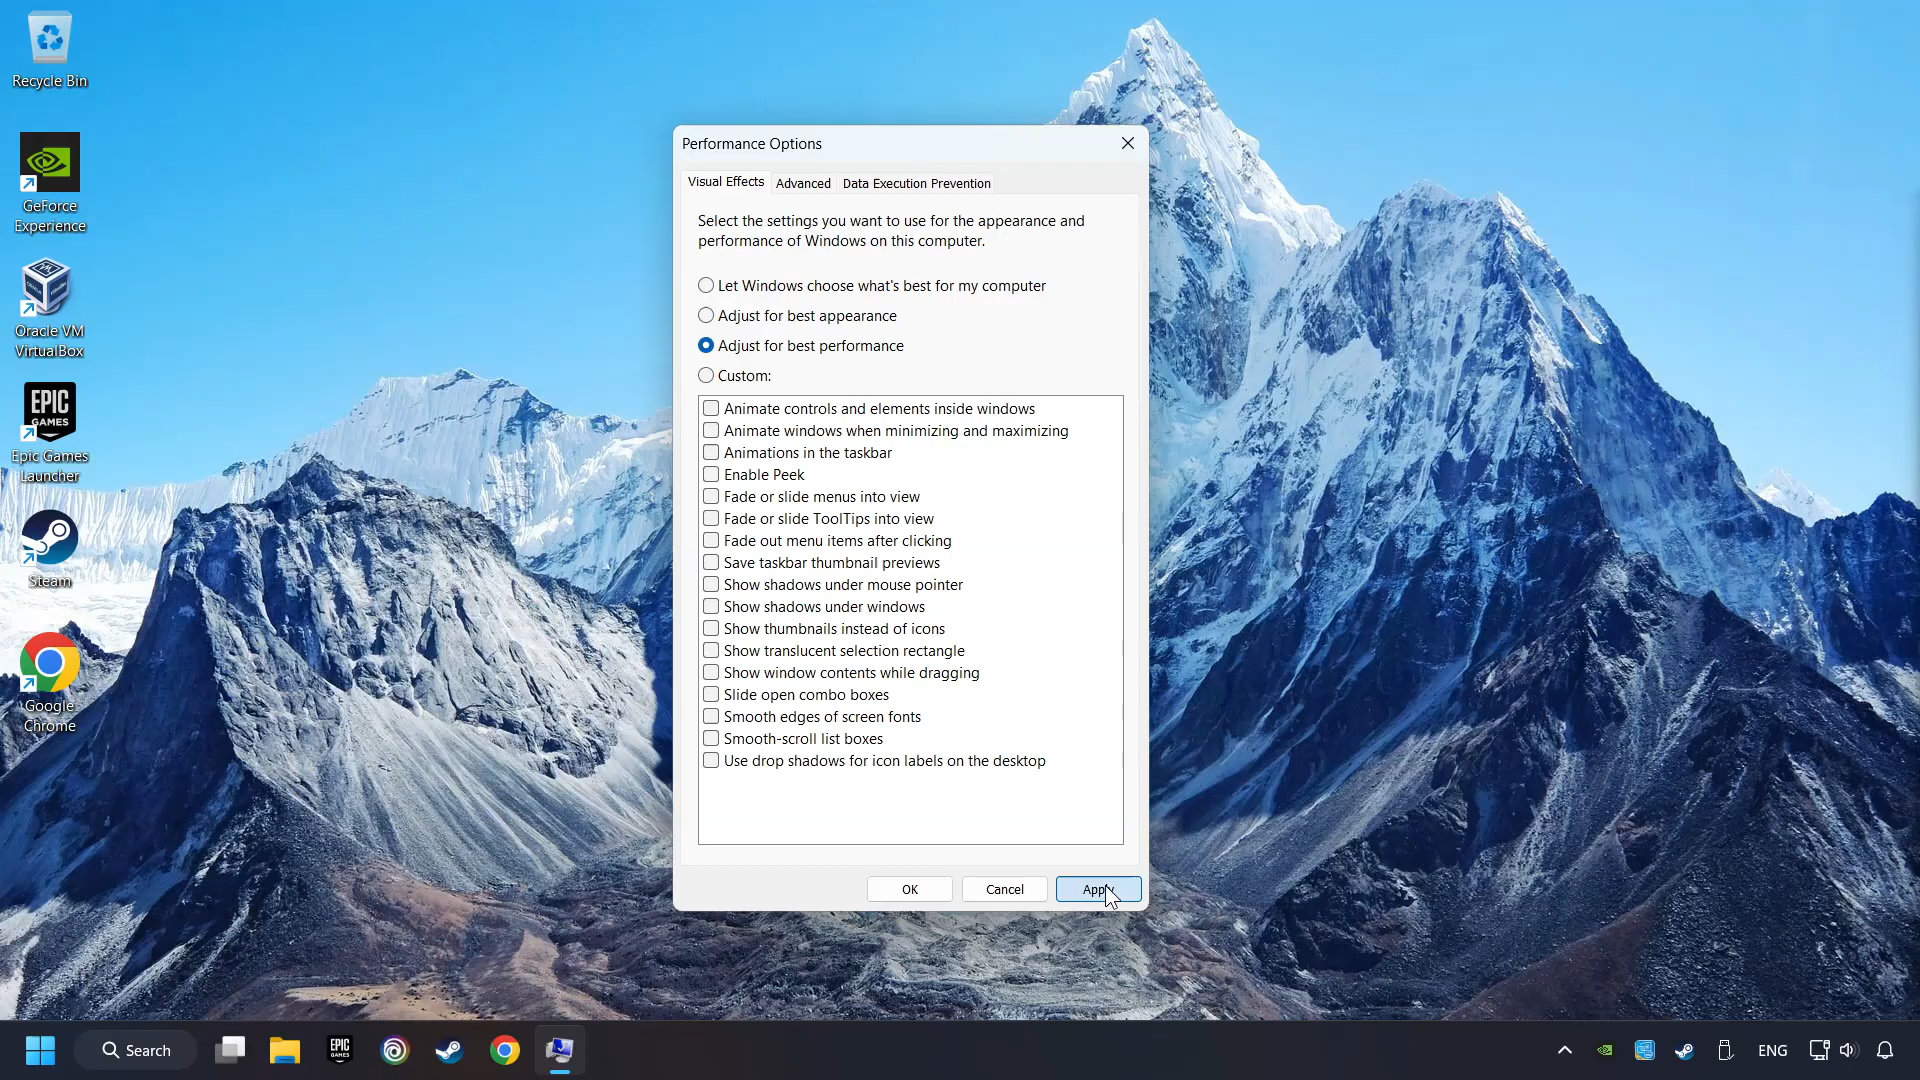 Recycle Bin
GeForce
Experience
Oracle VM
VirtualBox
EPIC
GAMES
Epic Games
Launcher
Steam
Google
Chrome
Performance Options
Visual Effects
Advanced
Data Execution Prevention
Select the settings you want to use for the appearance and
performance of Windows on this computer.
Let Windows choose what's best for my computer
Adjust for best appearance
Adjust for best performance
Custom:
Animate controls and elements inside windows
Animate windows when minimizing and maximizing
Animations in the taskbar
Enable Peek
Fade or slide menus into view
Fade or slide ToolTips into view
Fade out menu items after clicking
Save taskbar thumbnail previews
Show shadows under mouse pointer
Show shadows under windows
Show thumbnails instead of icons
Show translucent selection rectangle
Show window contents while dragging
Slide open combo boxes
Smooth edges of screen fonts
Smooth-scroll list boxes
Use drop shadows for icon labels on the desktop
OK
Cancel
Apply
Search
EPIC
GAMES
ENG